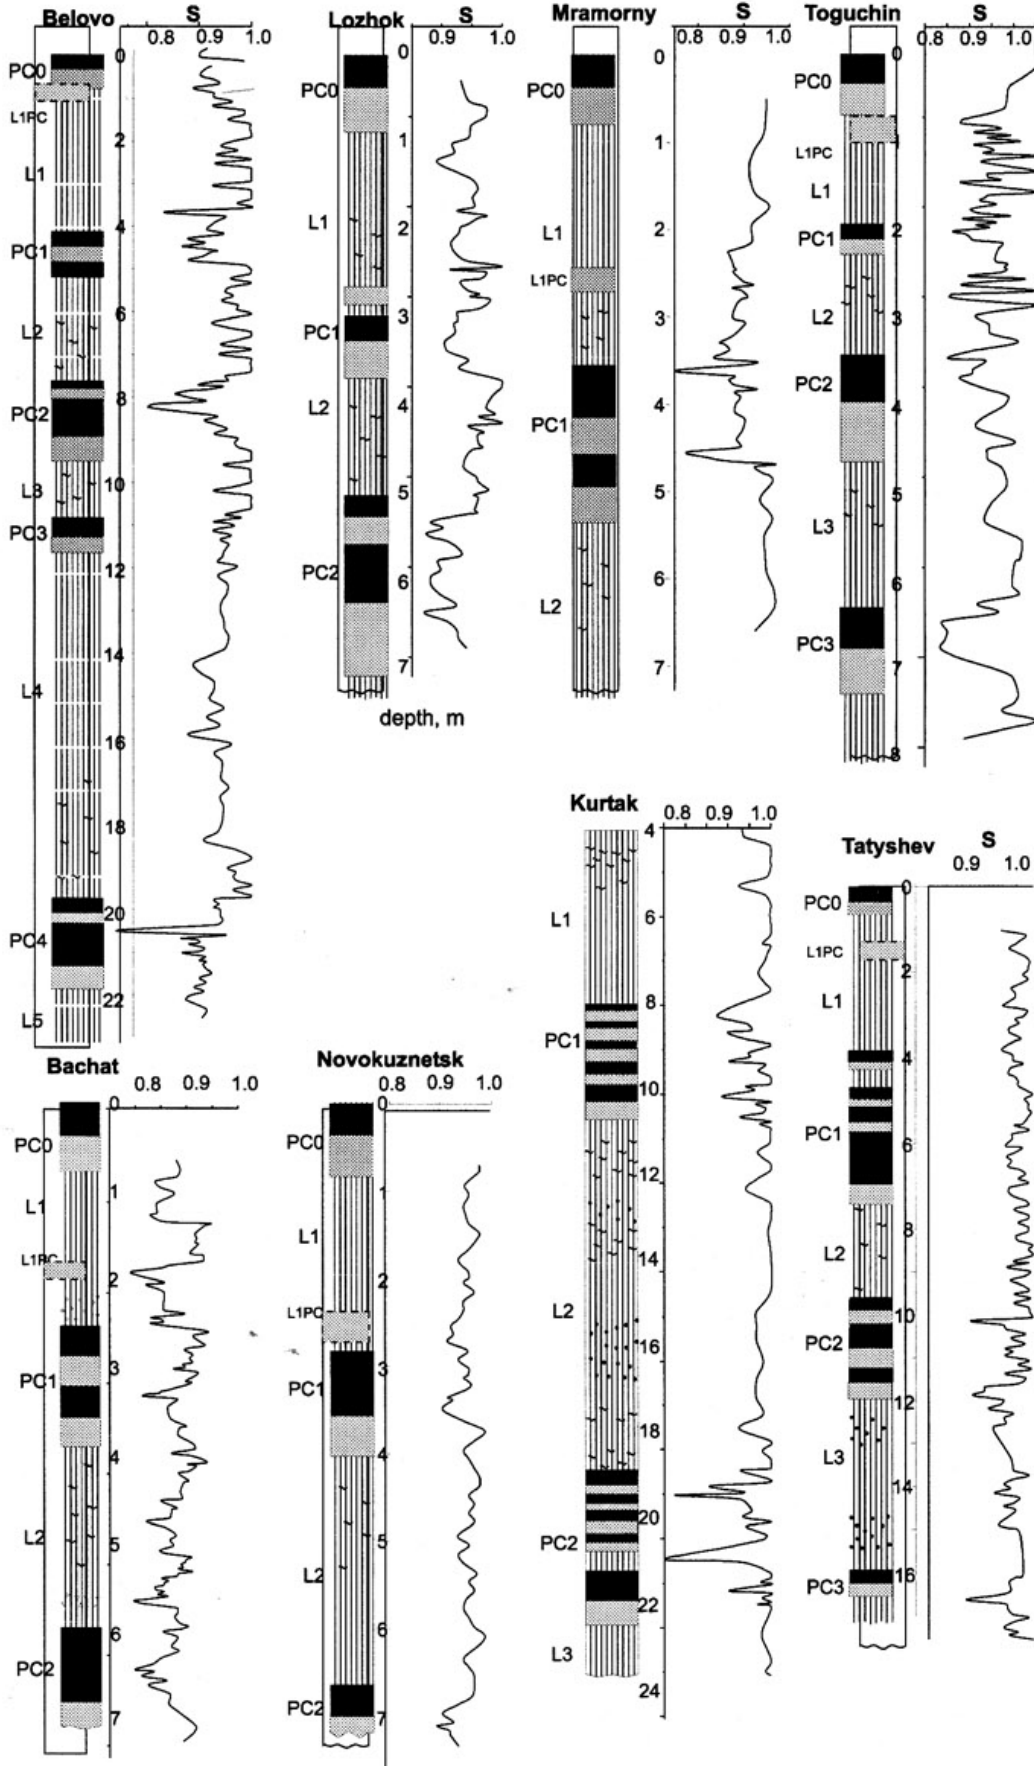 Belovo S
0.8 0.9 1.0
0
PC0
L1PC
2
L1
4
PC1
6
L2
8
PC2
10
L3
PC3
12
14
L4
16
18
20
PC4
22
L5
Lozhok S
0.9 1.0
0
PC0
1
2
L1
3
PC1
4
L2
5
6
PC2
7
depth, m
Mramorny S
0.8 0.9 1.0
0
PC0
1
2
L1
L1PC
3
4
PC1
5
6
L2
7
Toguchin S
0.8 0.9 1.0
0
PC0
1
L1PC
L1
2
PC1
3
L2
PC2
4
5
L3
6
PC3
7
8
Kurtak
0.8 0.9 1.0
4
6
L1
8
PC1
10
12
14
L2
16
18
20
PC2
22
L3
24
Tatyshev S
0.9 1.0
0
PC0
L1PC
2
L1
4
PC1
6
8
L2
10
PC2
12
L3
14
16
PC3
Bachat
0.8 0.9 1.0
0
PC0
1
L1
L1PC
2
3
PC1
4
5
L2
6
PC2
7
Novokuznetsk
0.8 0.9 1.0
0
PC0
1
L1
2
L1PC
3
PC1
4
5
L2
6
PC2
7